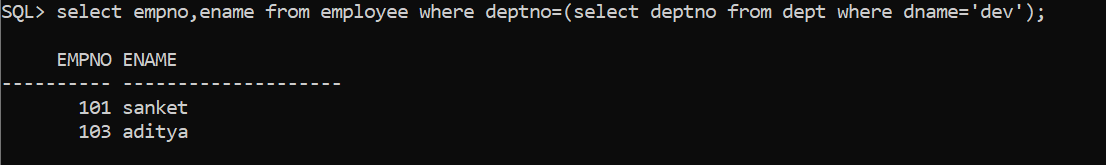 SQL> select empno,ename from employee where deptno=(select deptno from dept where dname='dev');
EMPNO ENAME
---------- --------------------
101 sanket
103 aditya